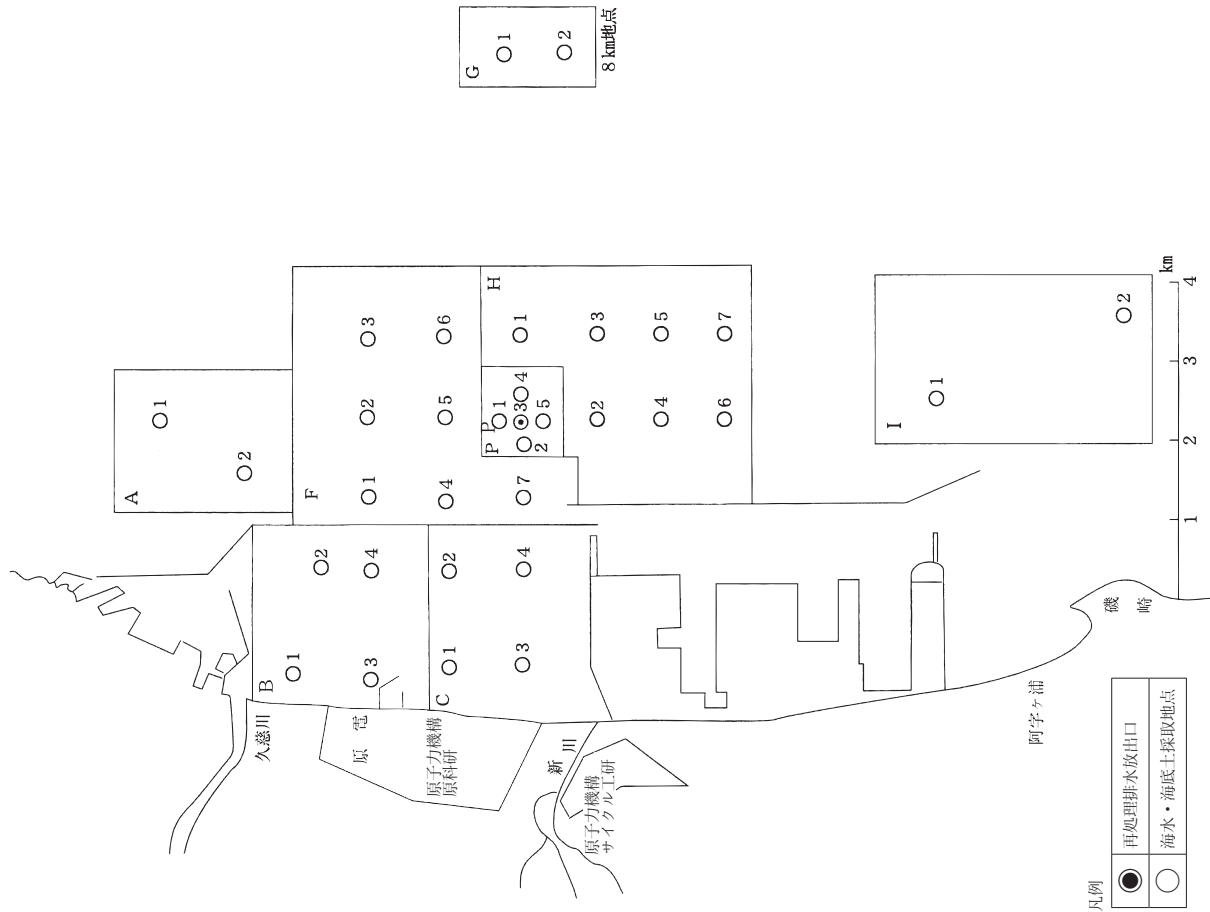 G
1
2
8km地点
A
1
2
F
1
2
3
4
5
6
7
H
1
2
3
4
5
6
7
P
P
1
2
3
4
5
B
1
2
3
4
C
1
2
3
4
I
1
2
久慈川
原電
原子力機構
原科研
新川
原子力機構
サイクル工研
阿字ヶ浦
磯崎
1
2
3
4
km
凡例
再処理排水放出口
海水・海底土採取地点